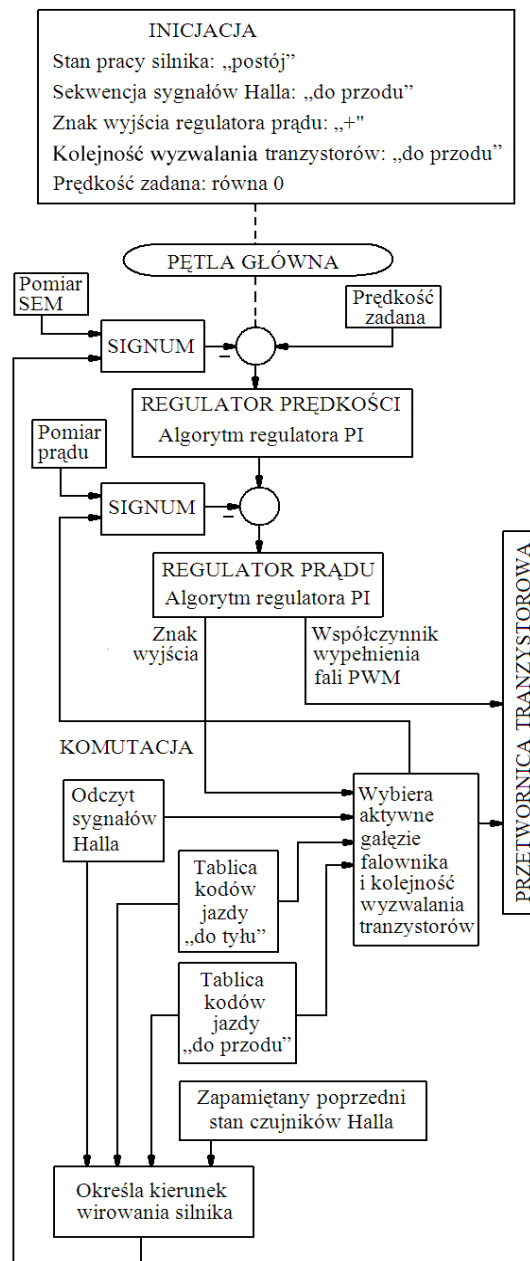 INICJACJA
Stan pracy silnika: „postój”
Sekwencja sygnałów Halla: „do przodu”
Znak wyjścia regulatora prądu: „+"
Kolejność wyzwalania tranzystorów: „do przodu”
Prędkość zadana: równa 0
PĘTLA GŁÓWNA
Pomiar
SEM
SIGNUM
–
Prędkość
zadana
REGULATOR PRĘDKOŚCI
Algorytm regulatora PI
Pomiar
prądu
SIGNUM
–
REGULATOR PRĄDU
Algorytm regulatora PI
Znak
wyjścia
Współczynnik
wypełnienia
fali PWM
PRZETWORNICA TRANZYSTOROWA
KOMUTACJA
Odczyt
sygnałów
Halla
Wybiera
aktywne
gałęzie
falownika
i kolejność
wyzwalania
tranzystorów
Tablica
kodów
jazdy
„do tyłu”
Tablica
kodów
jazdy
„do przodu”
Zapamiętany poprzedni
stan czujników Halla
Określa kierunek
wirowania silnika